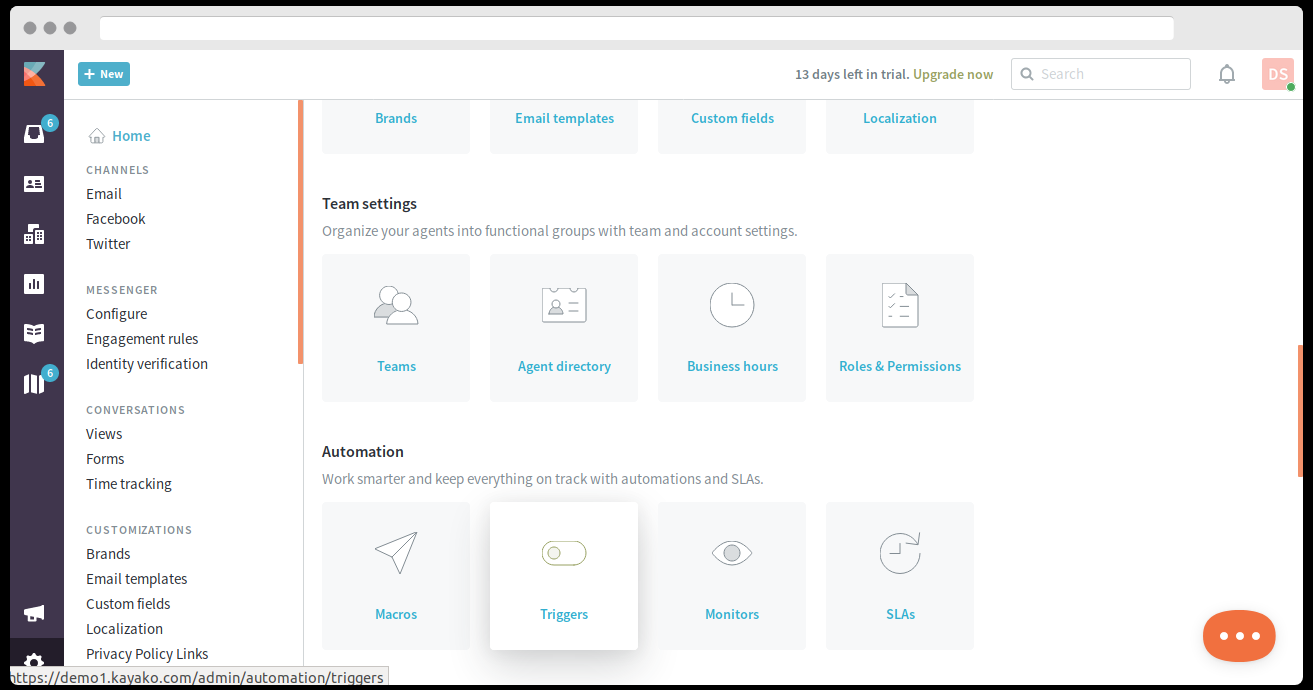 New
13 days left in trial. Upgrade now
Search
DS
6
6
Home
CHANNELS
Email
Facebook
Twitter
MESSENGER
Configure
Engagement rules
Identity verification
CONVERSATIONS
Views
Forms
Time tracking
CUSTOMIZATIONS
Brands
Email templates
Custom fields
Localization
Privacy Policy Links
Brands
Email templates
Custom fields
Localization
Team settings
Organize your agents into functional groups with team and account settings.
Teams
Agent directory
Business hours
Roles & Permissions
Automation
Work smarter and keep everything on track with automations and SLAs.
Macros
Triggers
Monitors
SLAs
https://demo1.kayako.com/admin/automation/triggers